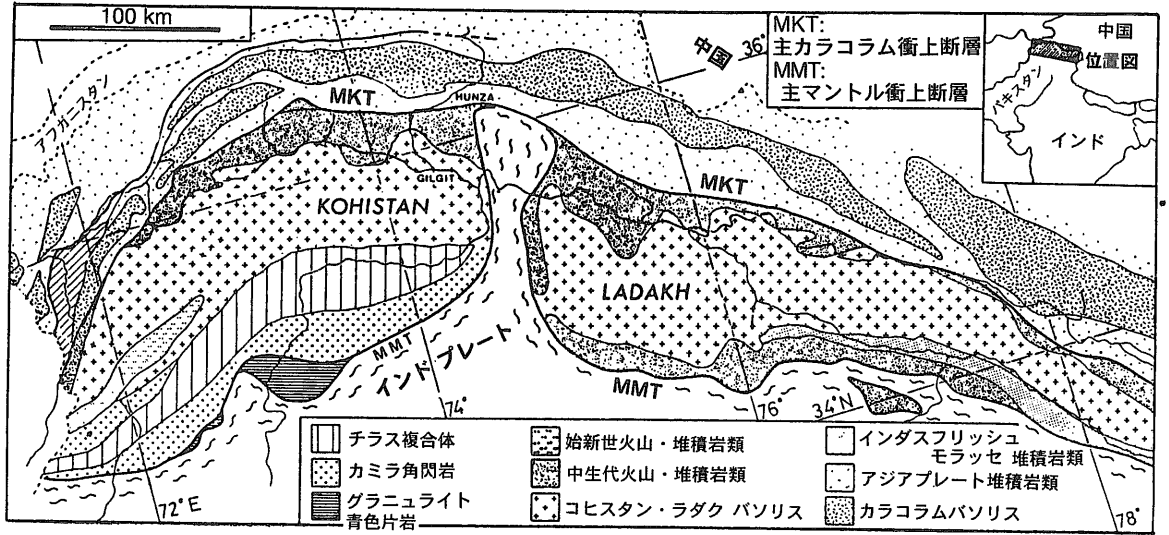 100 km
中国
36°
MKT:
主カラコラム衝上断層
MMT:
主マントル衝上断層
中国
位置図
パキスタン
インド
アフガニスタン
MKT
HUNZA
GILGIT
KOHISTAN
MKT
LADAKH
MMT
インドプレート
MMT
74°
76°
34°N
72°E
78°
チラス複合体
カミラ角閃岩
グラニュライト
青色片岩
始新世火山・堆積岩類
中生代火山・堆積岩類
コヒスタン・ラダク バソリス
インダスフリッシュ
モラッセ 堆積岩類
アジアプレート堆積岩類
カラコラムバソリス